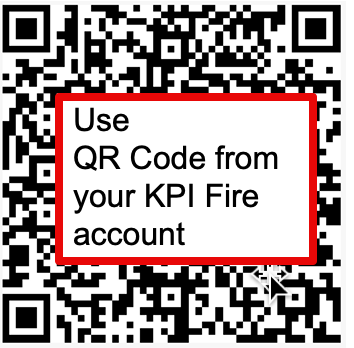 Use
QR Code from
your KPI Fire
account